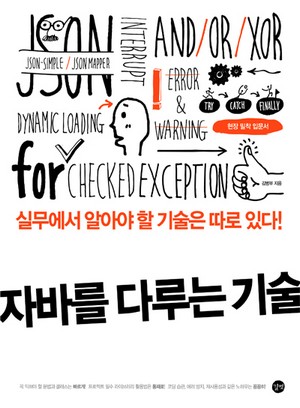 JSON
JSON-SIMPLE / JSON MAPPER
INTERRUPT
AND/OR/XOR
! ERROR
& WARNING
TRY CATCH FINALLY
DYNAMIC LOADING
현장 밀착 입문서
for CHECKED EXCEPTION
김병부 지음
실무에서 알아야 할 기술은 따로 있다!
자바를 다루는 기술
길벗